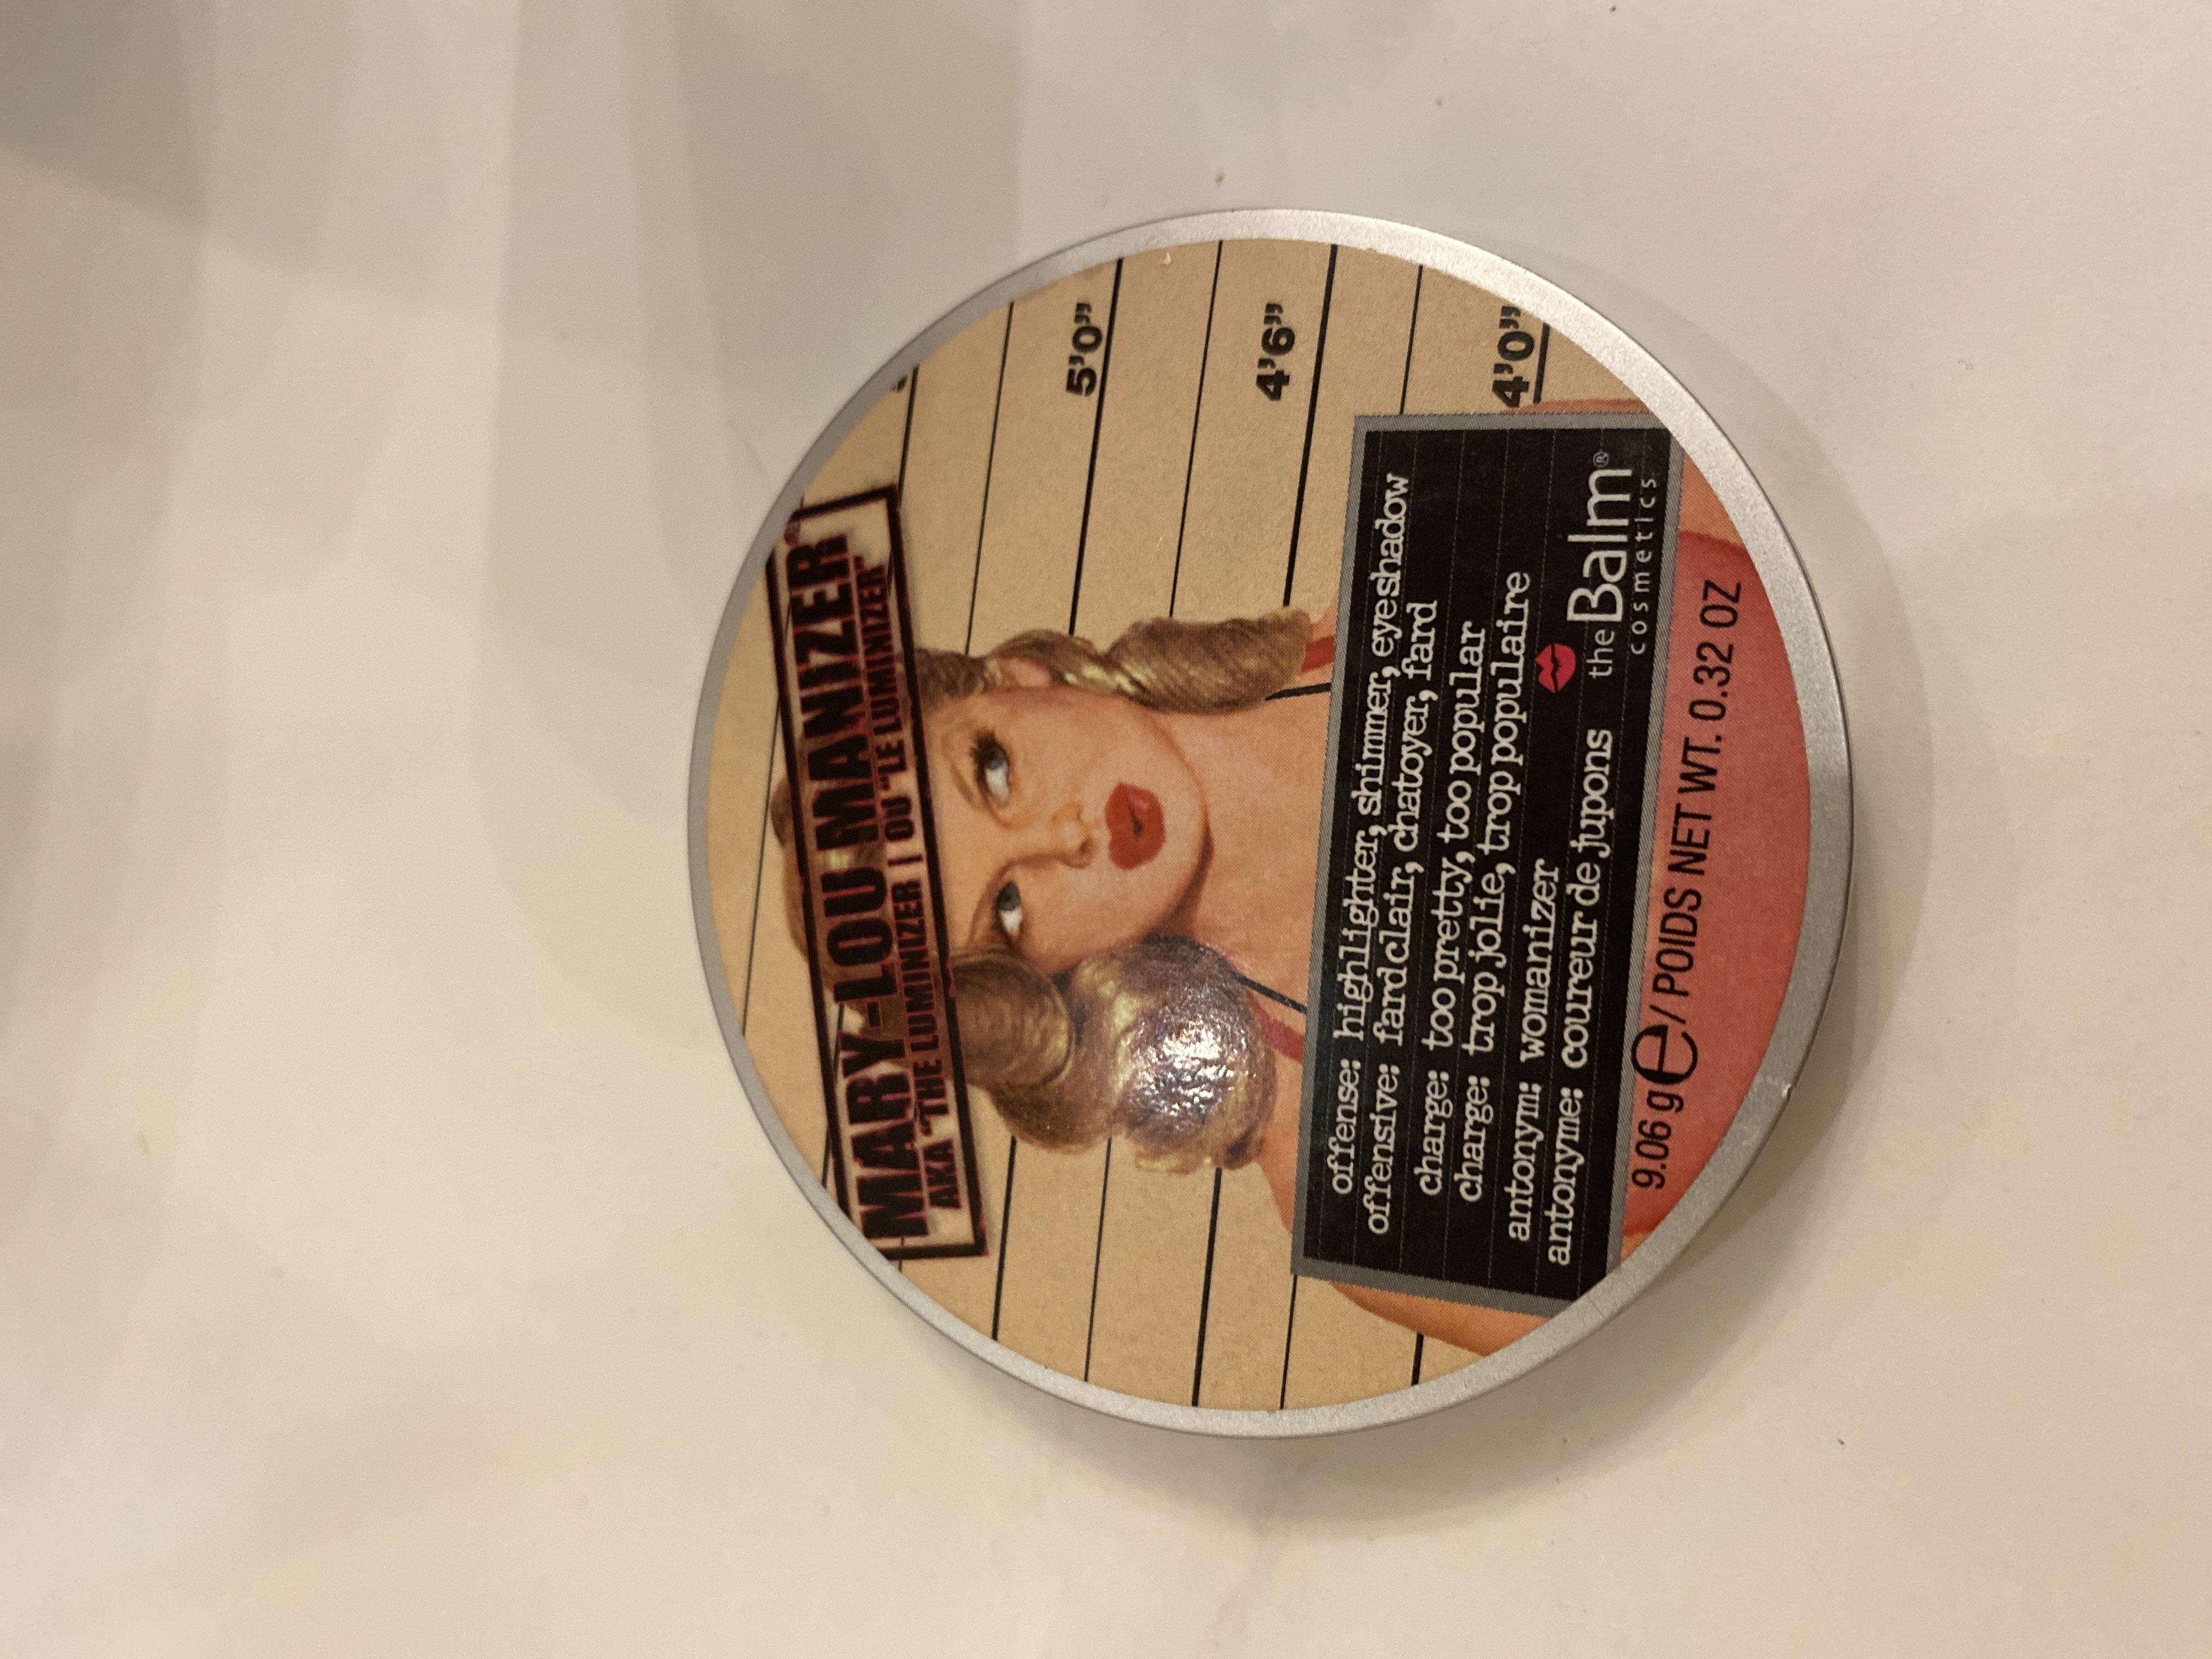 MARY-LOU MANIZER®
AKA "THE LUMINIZER | OU "LE LUMINIZER"
5'0"
4'6"
4'0"
offense: highlighter, shimmer, eyeshadow
offensive: fard clair, chatoyer, fard
charge: too pretty, too popular
charge: trop jolie, trop populaire
antonym: womanizer
antonyme: coureur de jupons
theBalm®
cosmetics
9.06 g e / POIDS NET WT. 0.32 OZ